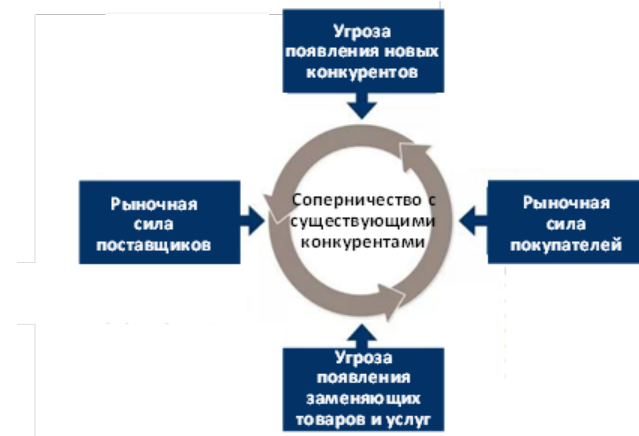 Угроза
появления новых
конкурентов
Рыночная
сила
поставщиков
Соперничество с
существующими
конкурентами
Рыночная
сила
покупателей
Угроза
появления
заменяющих
товаров и услуг